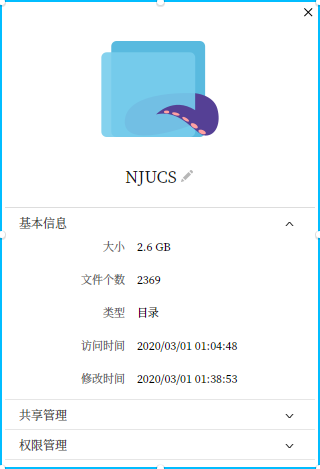 NJUCS
基本信息
大小 2.6 GB
文件个数 2369
类型 目录
访问时间 2020/03/01 01:04:48
修改时间 2020/03/01 01:38:53
共享管理
权限管理